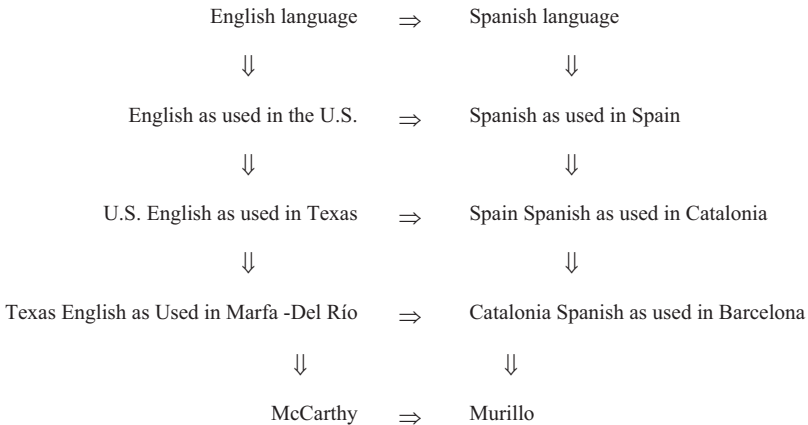 English language ⇒ Spanish language
⇓ ⇓
English as used in the U.S. ⇒ Spanish as used in Spain
⇓ ⇓
U.S. English as used in Texas ⇒ Spain Spanish as used in Catalonia
⇓ ⇓
Texas English as Used in Marfa -Del Río ⇒ Catalonia Spanish as used in Barcelona
⇓ ⇓
McCarthy ⇒ Murillo